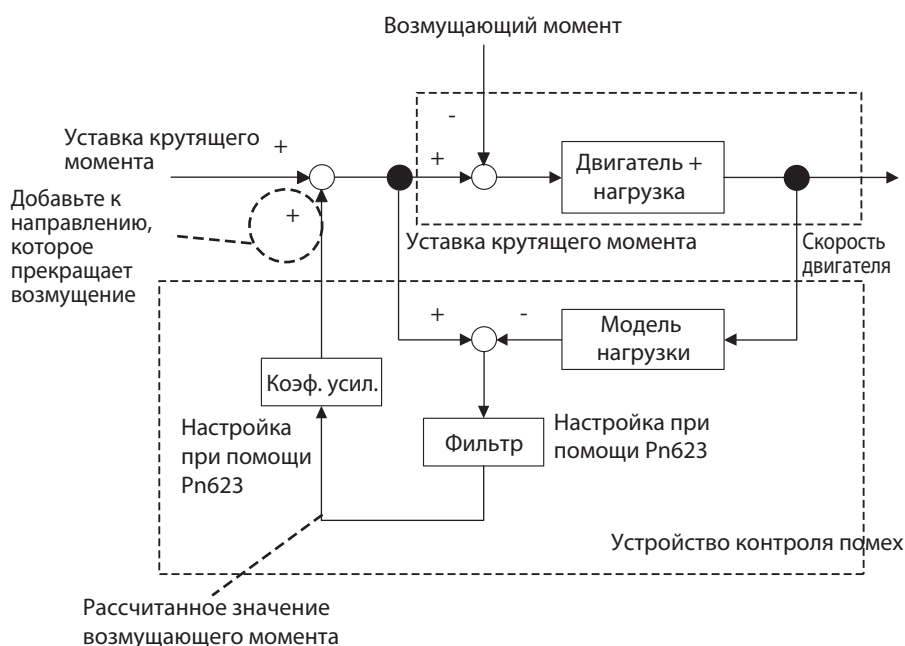 Возмущающий момент
-
Уставка крутящего
момента
+
+
Двигатель +
нагрузка
Добавьте к
направлению,
которое
прекращает
возмущение
+
Уставка крутящего момента
Скорость
двигателя
+
-
Модель
нагрузки
Коэф. усил.
Настройка
при помощи
Pn623
Фильтр
Настройка при
помощи Pn623
Устройство контроля помех
Рассчитанное значение
возмущающего момента